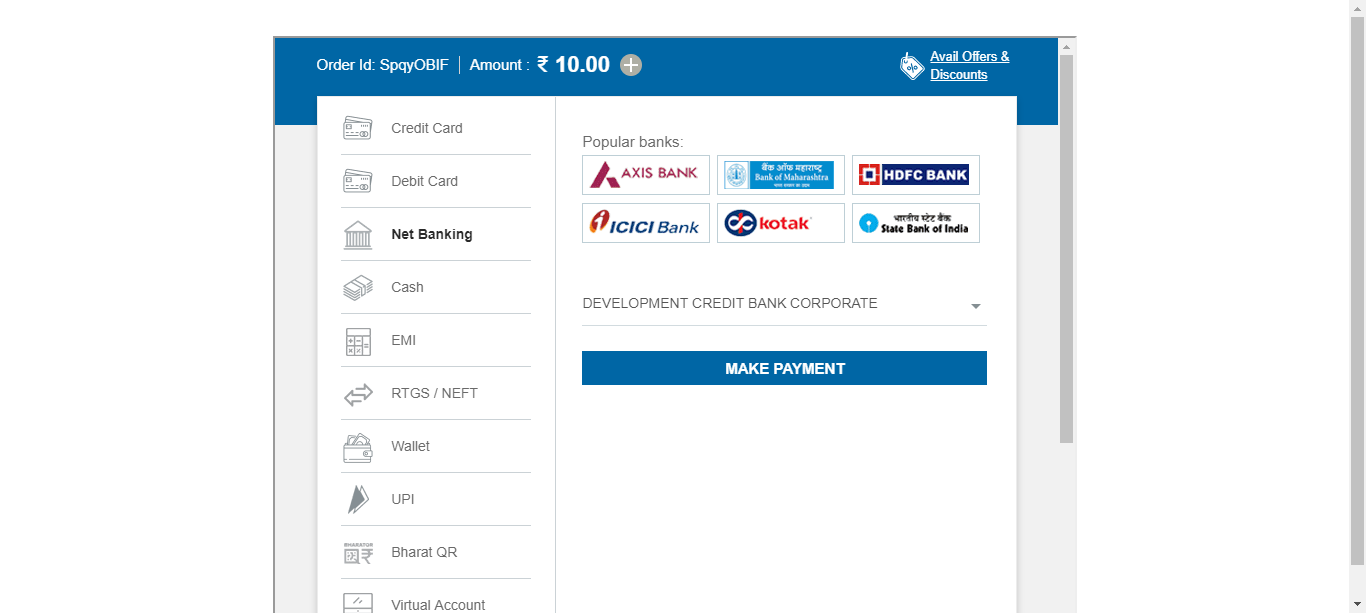 Order Id: SpqyOBIF Amount : ₹ 10.00
Avail Offers &
Discounts
Credit Card
Debit Card
Net Banking
Cash
EMI
RTGS / NEFT
Wallet
UPI
BHARATQR
Bharat QR
Virtual Account
Popular banks:
AXIS BANK
बैंक ऑफ महाराष्ट्र
Bank of Maharashtra
HDFC BANK
ICICI Bank
kotak
भारतीय स्टेट बैंक
State Bank of India
DEVELOPMENT CREDIT BANK CORPORATE
MAKE PAYMENT